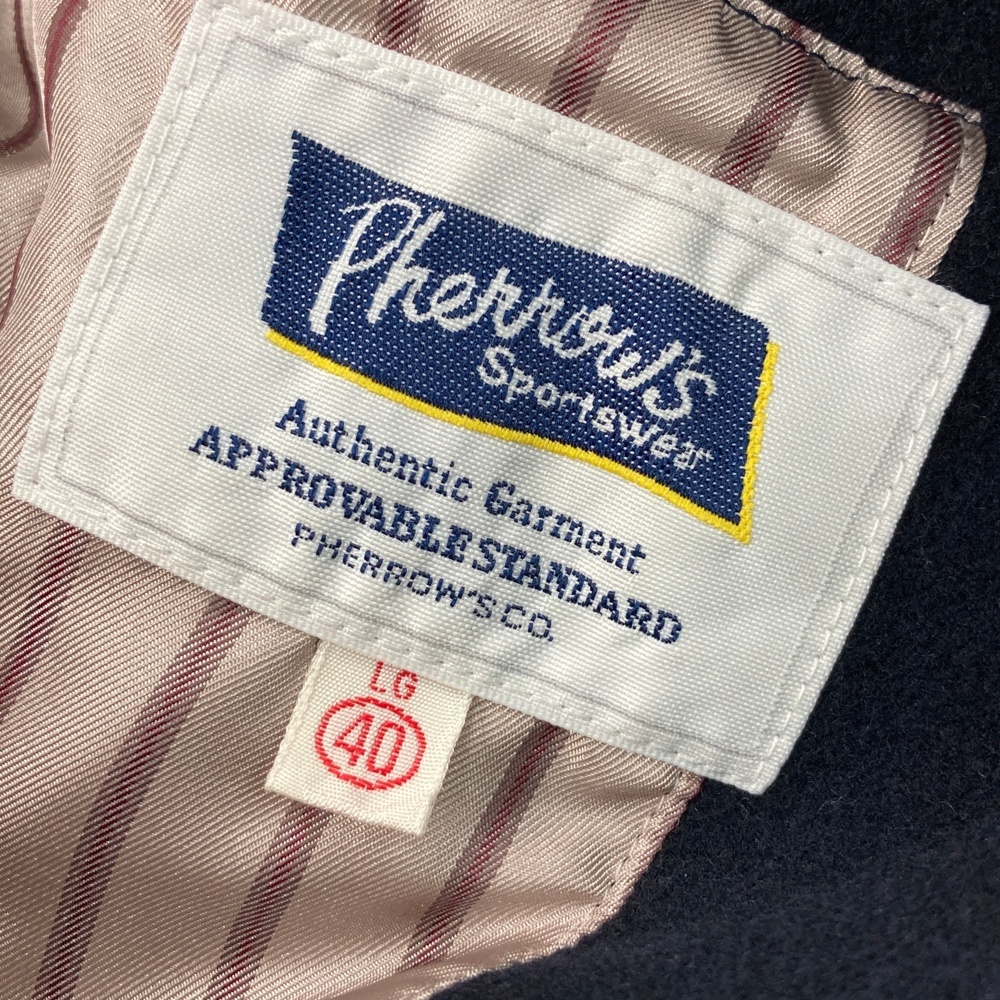 Pherrow's
Sportswear
Authentic Garment
APPROVABLE STANDARD
PHERROW'S CO.
LG
40